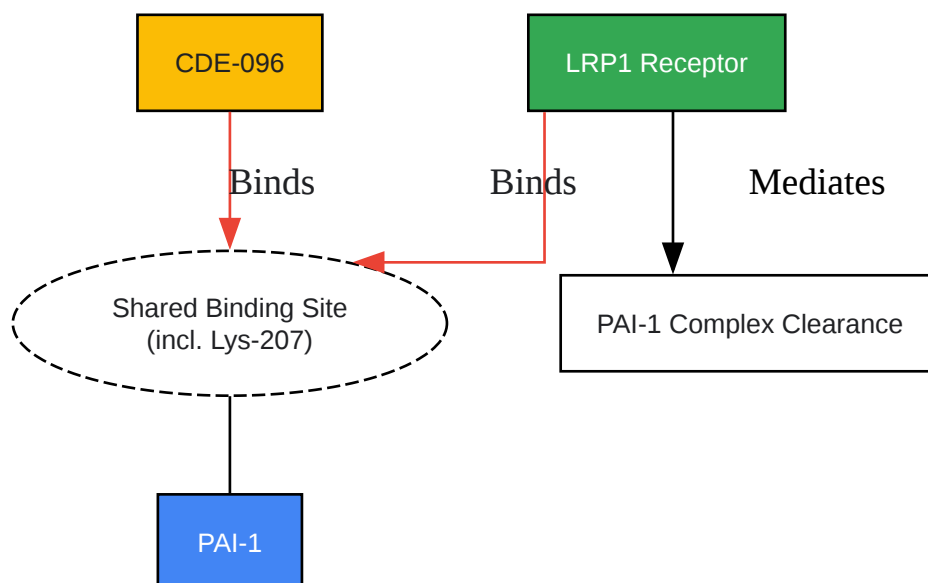 CDE-096
LRP1 Receptor
Binds
Binds
Mediates
Shared Binding Site
(incl. Lys-207)
PAI-1 Complex Clearance
PAI-1